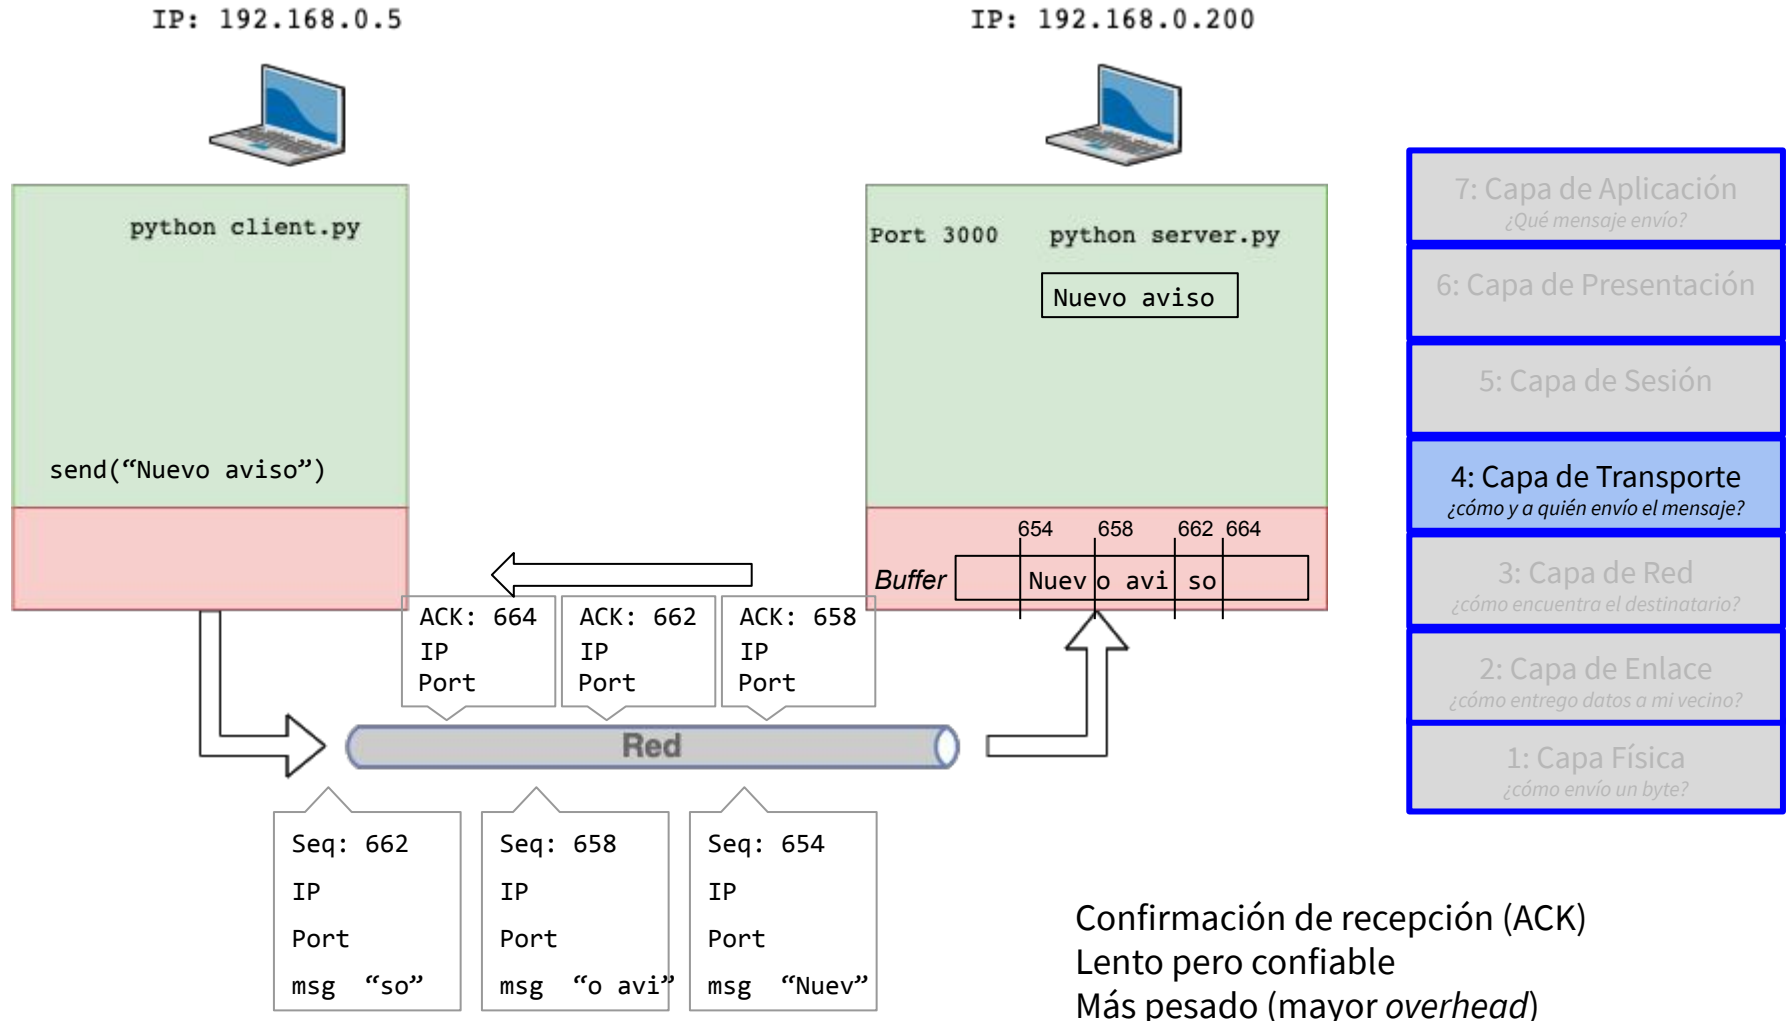 IP: 192.168.0.5
IP: 192.168.0.200
python client.py
send(“Nuevo aviso”)
Port 3000 python server.py
Nuevo aviso
654 658 662 664
Buffer Nuev o avi so
ACK: 664
IP
Port
ACK: 662
IP
Port
ACK: 658
IP
Port
Red
Seq: 662
IP
Port
msg “so”
Seq: 658
IP
Port
msg “o avi”
Seq: 654
IP
Port
msg “Nuev”
7: Capa de Aplicación
¿Qué mensaje envío?
6: Capa de Presentación
5: Capa de Sesión
4: Capa de Transporte
¿cómo y a quién envío el mensaje?
3: Capa de Red
¿cómo encuentra el destinatario?
2: Capa de Enlace
¿cómo entrego datos a mi vecino?
1: Capa Física
¿cómo envío un byte?
Confirmación de recepción (ACK)
Lento pero confiable
Más pesado (mayor overhead)